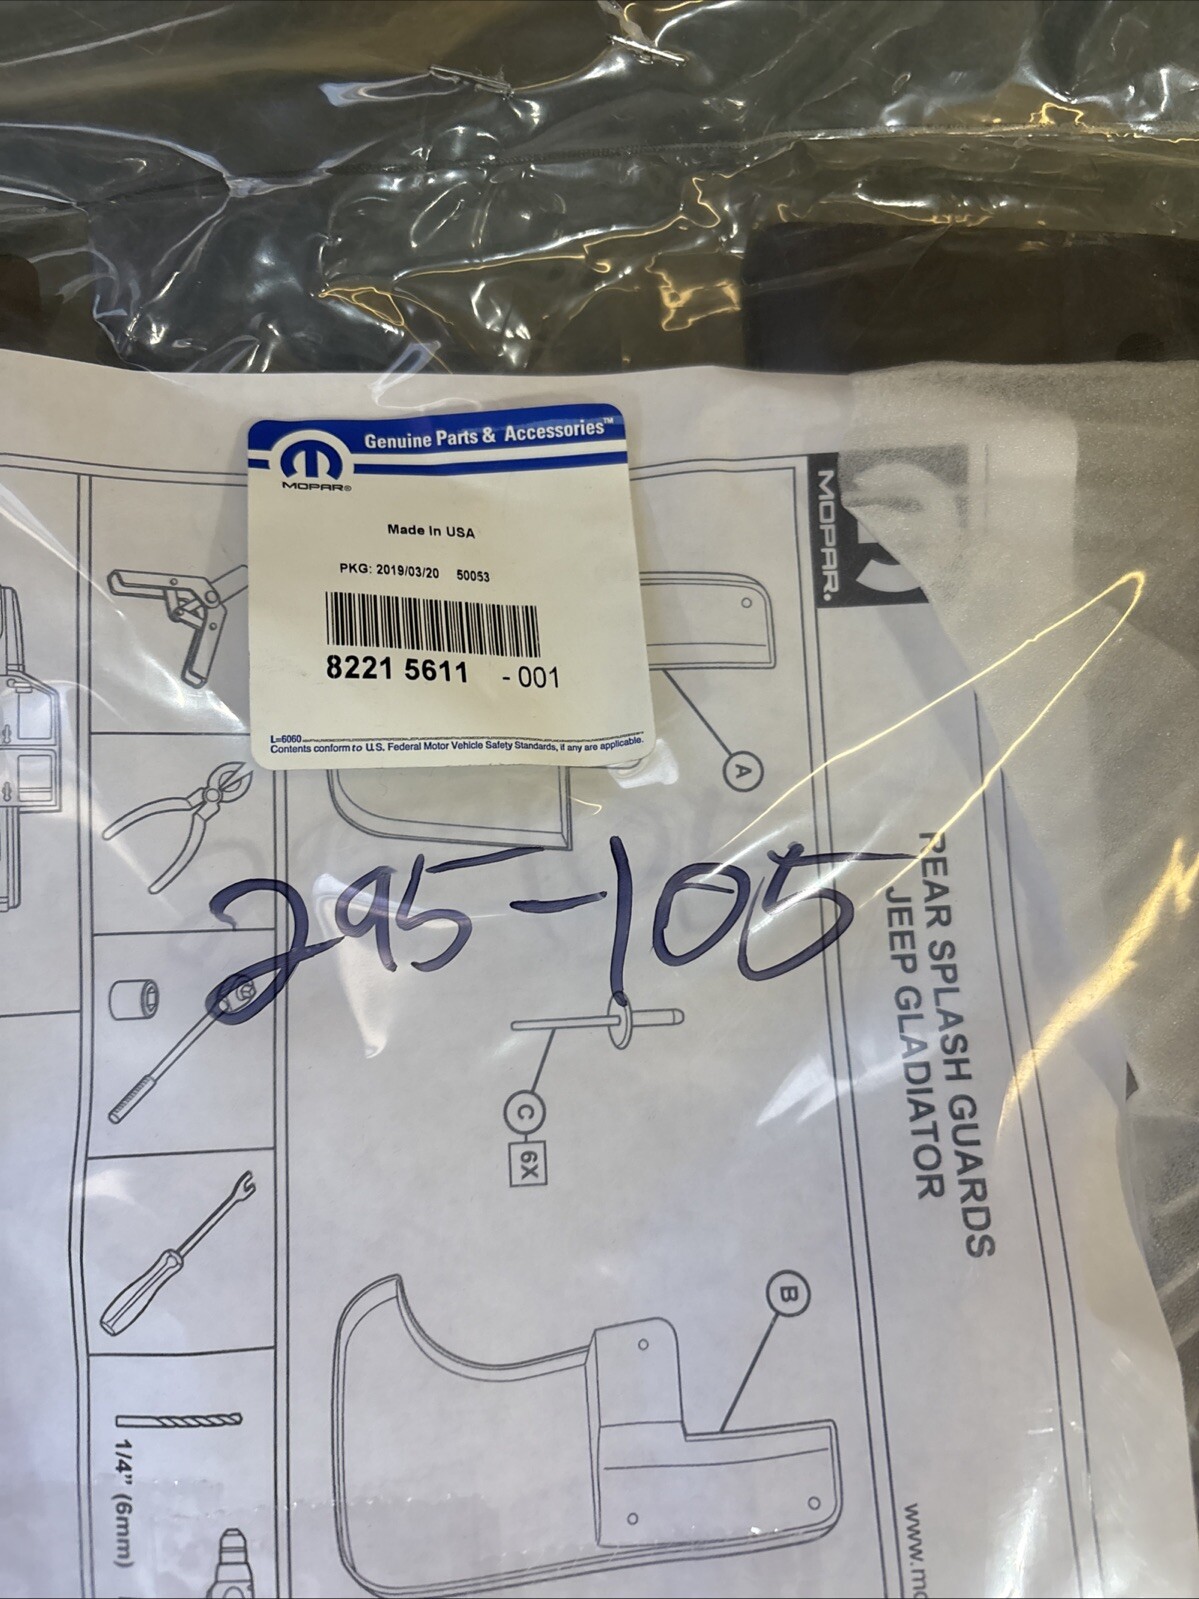 Genuine Parts & Accessories™
MOPAR®
Made In USA
PKG: 2019/03/20 50053
8221 5611 - 001
L=6060
Contents conform to U.S. Federal Motor Vehicle Safety Standards, if any are applicable.
MOPAR.
A
295-105
REAR SPLASH GUARDS
JEEP GLADIATOR
C
6X
B
1/4" (6mm)